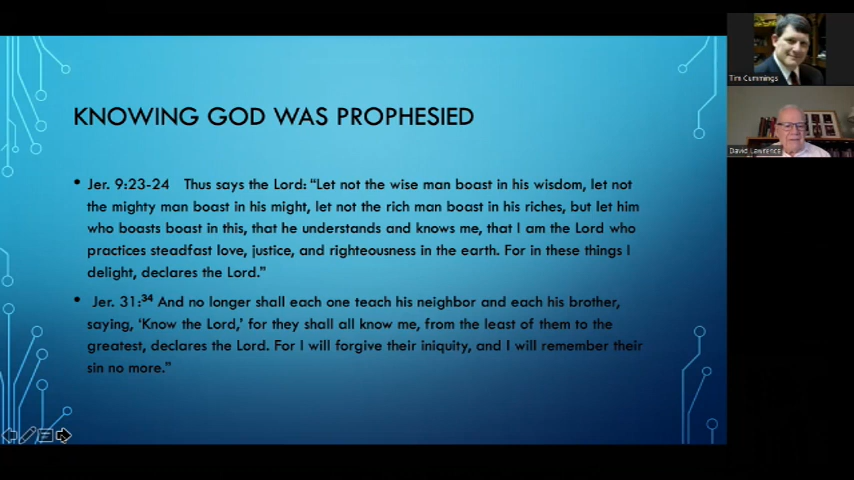 KNOWING GOD WAS PROPHESIED
• Jer. 9:23-24 Thus says the Lord: “Let not the wise man boast in his wisdom, let not
the mighty man boast in his might, let not the rich man boast in his riches, but let him
who boasts boast in this, that he understands and knows me, that I am the Lord who
practices steadfast love, justice, and righteousness in the earth. For in these things I
delight, declares the Lord.”
• Jer. 31:³⁴ And no longer shall each one teach his neighbor and each his brother,
saying, ‘Know the Lord,’ for they shall all know me, from the least of them to the
greatest, declares the Lord. For I will forgive their iniquity, and I will remember their
sin no more.”
Tim Cummings
David Lawrence